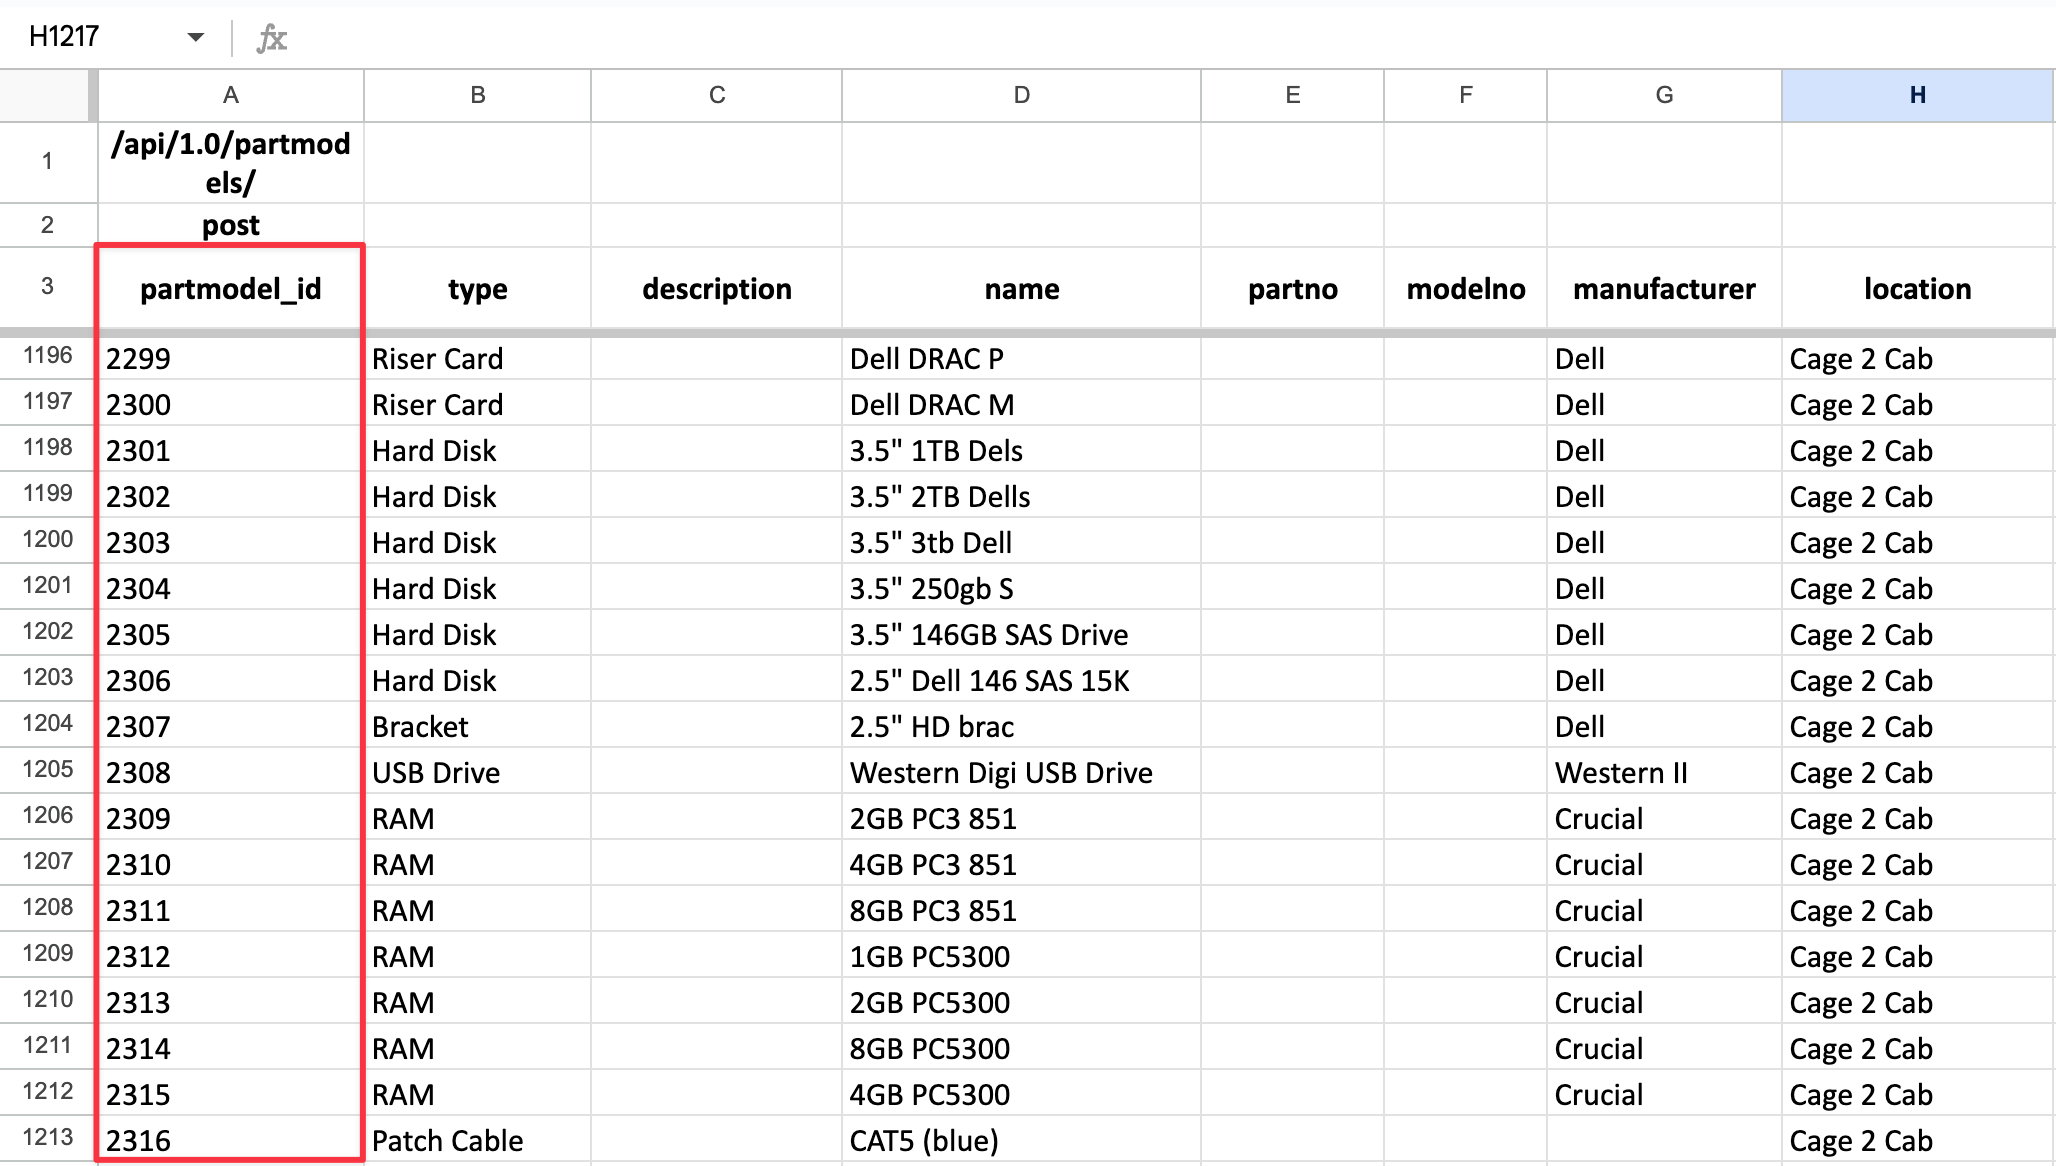 H1217 fx
A B C D E F G H
1 /api/1.0/partmod
els/
2 post
3 partmodel_id type description name partno modelno manufacturer location
1196 2299 Riser Card Dell DRAC P Dell Cage 2 Cab
1197 2300 Riser Card Dell DRAC M Dell Cage 2 Cab
1198 2301 Hard Disk 3.5" 1TB Dels Dell Cage 2 Cab
1199 2302 Hard Disk 3.5" 2TB Dells Dell Cage 2 Cab
1200 2303 Hard Disk 3.5" 3tb Dell Dell Cage 2 Cab
1201 2304 Hard Disk 3.5" 250gb S Dell Cage 2 Cab
1202 2305 Hard Disk 3.5" 146GB SAS Drive Dell Cage 2 Cab
1203 2306 Hard Disk 2.5" Dell 146 SAS 15K Dell Cage 2 Cab
1204 2307 Bracket 2.5" HD brac Dell Cage 2 Cab
1205 2308 USB Drive Western Digi USB Drive Western II Cage 2 Cab
1206 2309 RAM 2GB PC3 851 Crucial Cage 2 Cab
1207 2310 RAM 4GB PC3 851 Crucial Cage 2 Cab
1208 2311 RAM 8GB PC3 851 Crucial Cage 2 Cab
1209 2312 RAM 1GB PC5300 Crucial Cage 2 Cab
1210 2313 RAM 2GB PC5300 Crucial Cage 2 Cab
1211 2314 RAM 8GB PC5300 Crucial Cage 2 Cab
1212 2315 RAM 4GB PC5300 Crucial Cage 2 Cab
1213 2316 Patch Cable CAT5 (blue) Cage 2 Cab